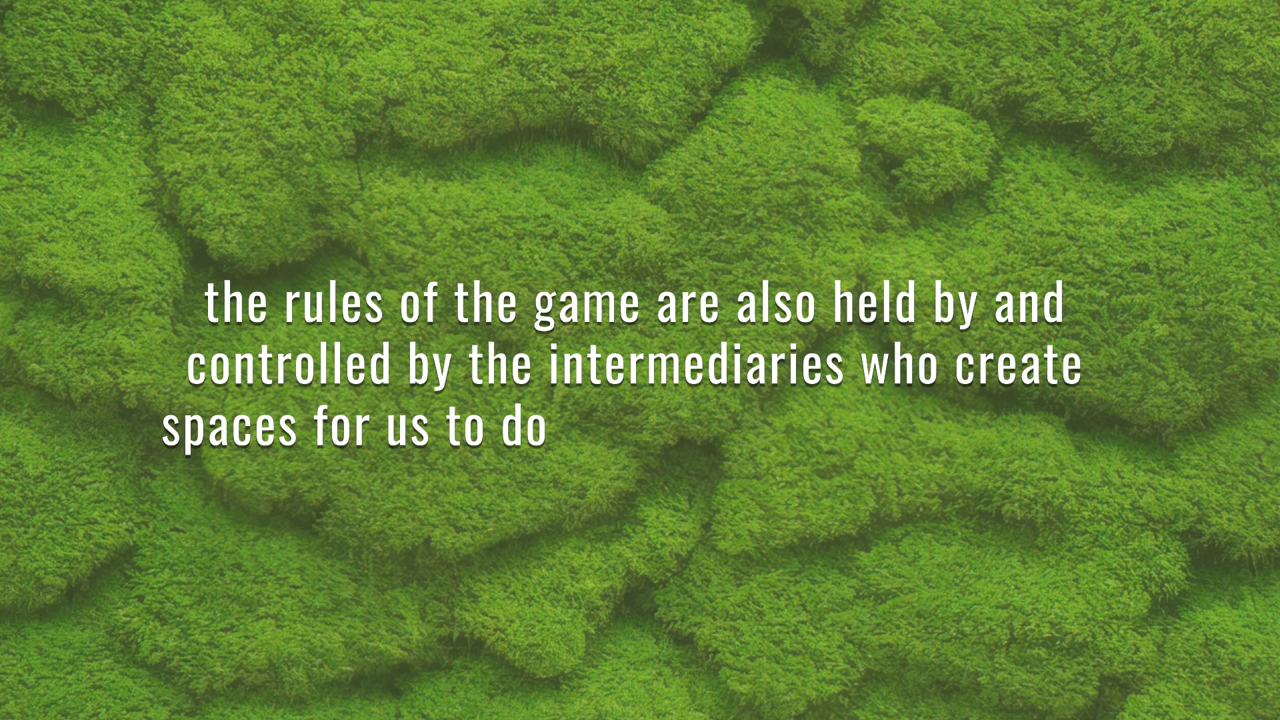 the rules of the game are also held by and
controlled by the intermediaries who create
spaces for us to do